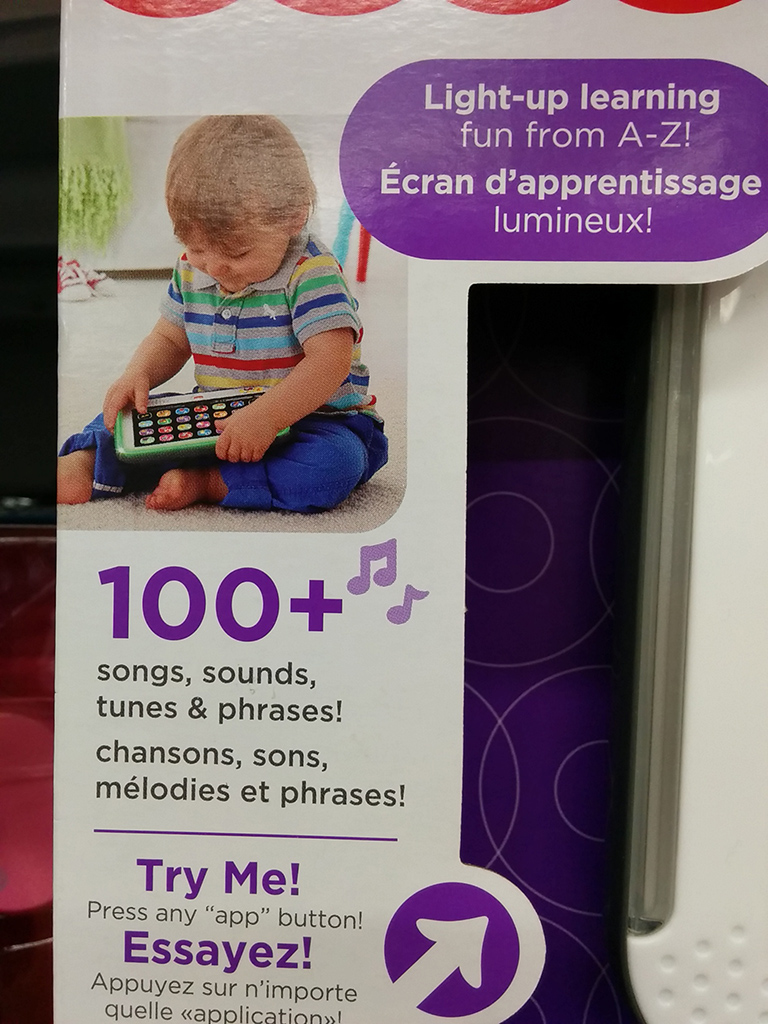 Light-up learning
fun from A-Z!
Écran d'apprentissage
lumineux!
100+
songs, sounds,
tunes & phrases!
chansons, sons,
mélodies et phrases!
Try Me!
Press any "app" button!
Essayez!
Appuyez sur n'importe
quelle «application»!